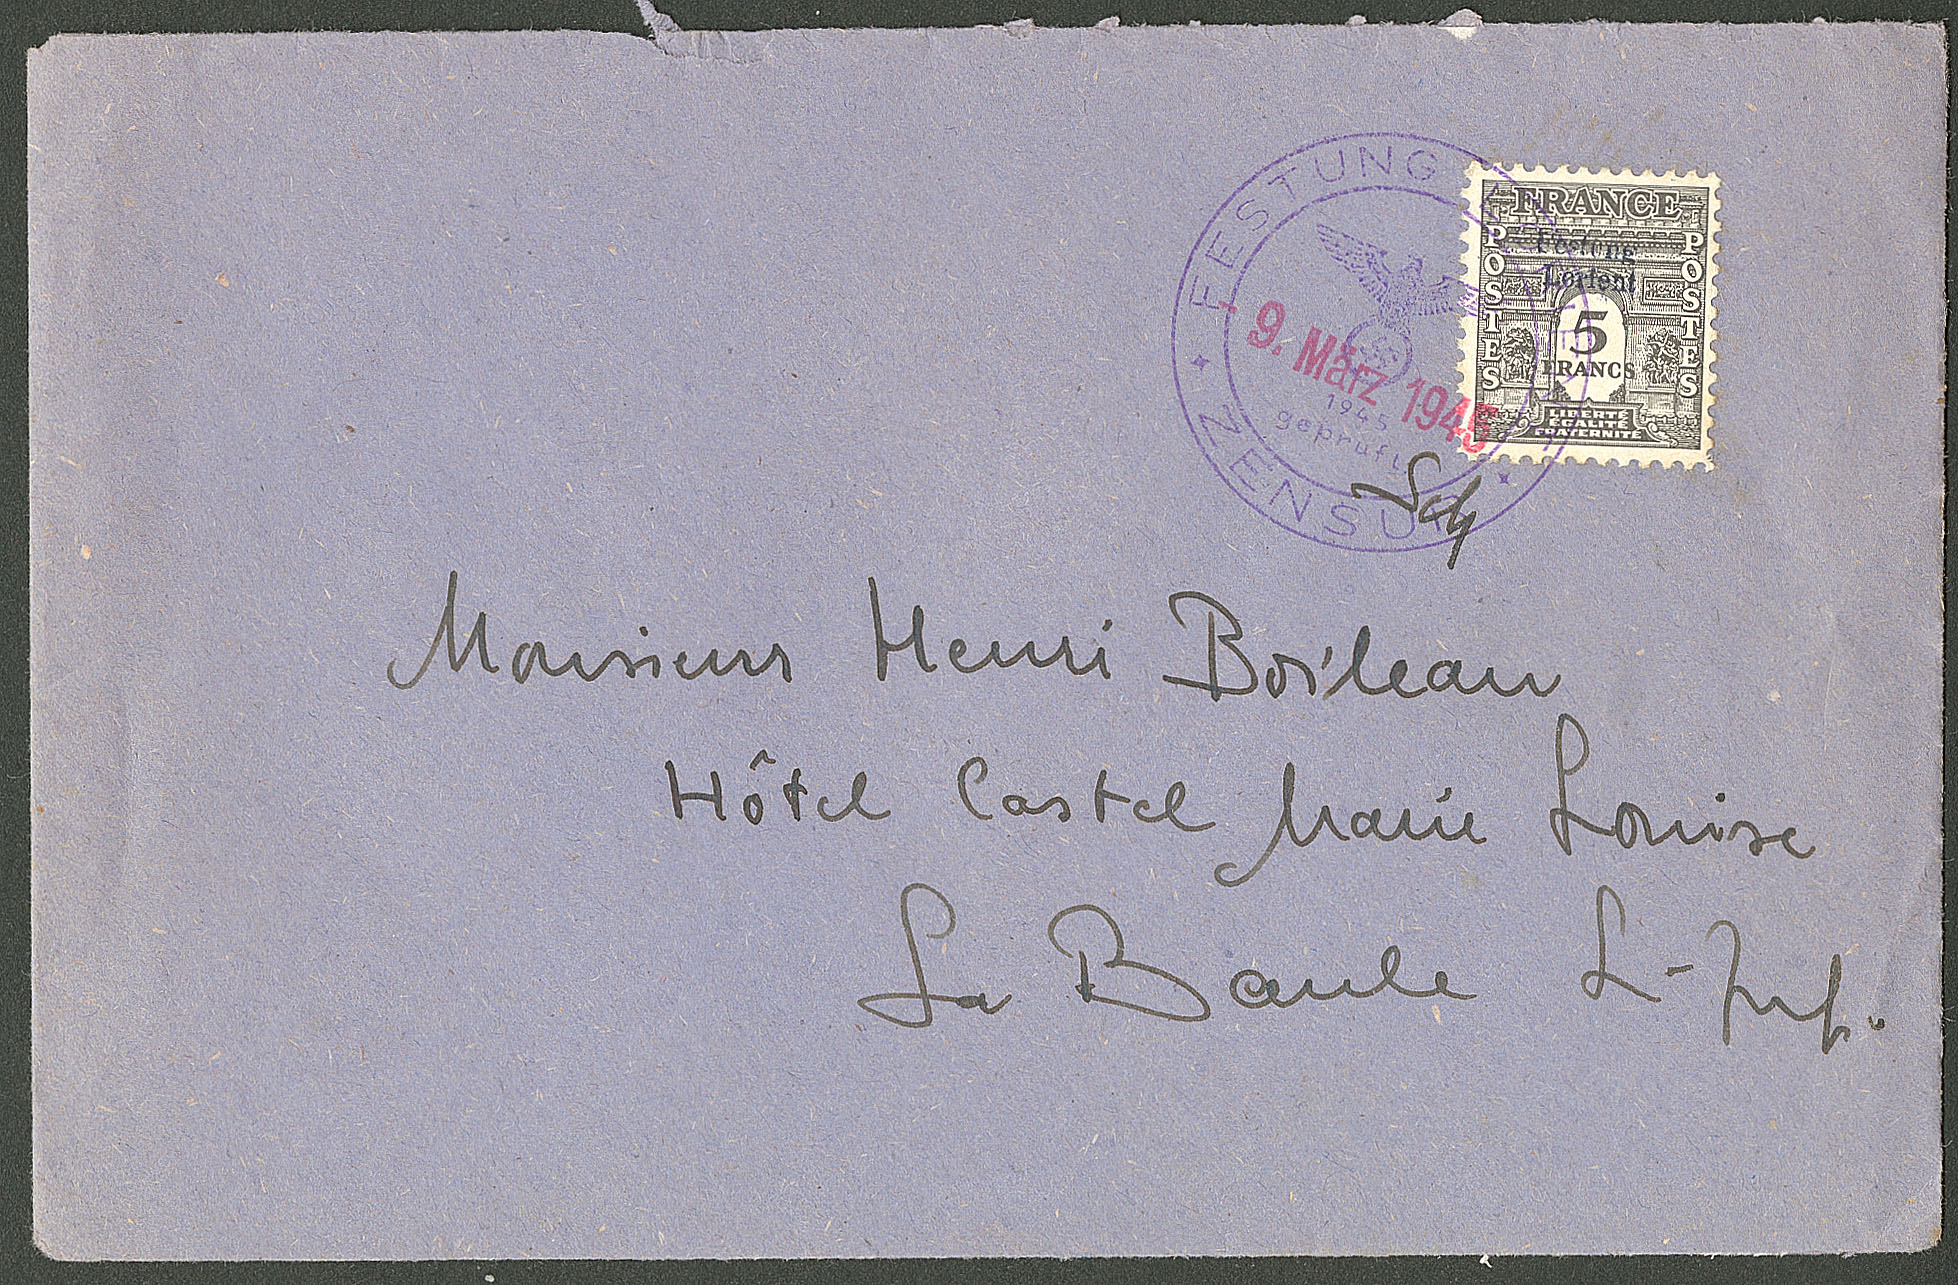 FESTUNG
ZENSUR
- 9. März 1945
1945
geprüft
FRANCE
POSTES
POSTES
Festung
Lorient
5
FRANCS
LIBERTÉ
ÉGALITÉ
FRATERNITÉ
Sch
Monsieur Henri Boileau
Hôtel Castel Marie Louise
La Baule L-Inf.